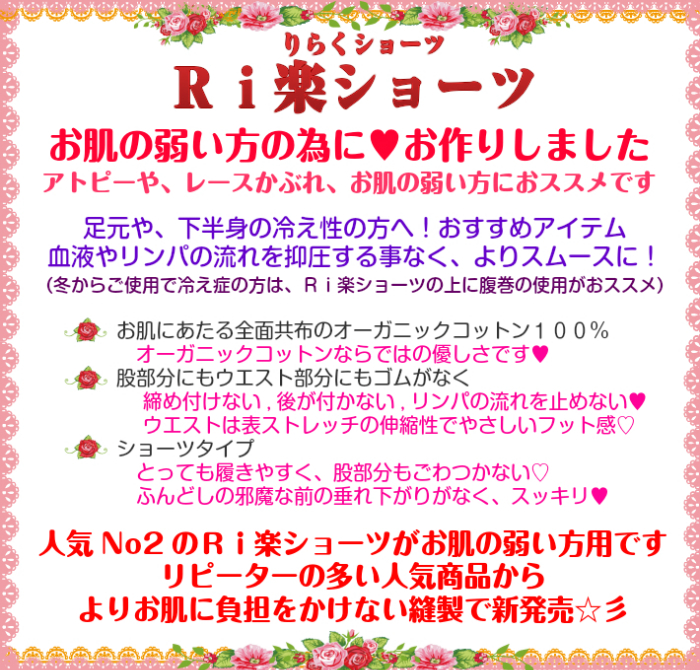 りらくショーツ
Ｒｉ楽ショーツ
お肌の弱い方の為に♥お作りしました
アトピーや、レースかぶれ、お肌の弱い方におススメです
足元や、下半身の冷え性の方へ！おすすめアイテム
血液やリンパの流れを抑圧する事なく、よりスムースに！
（冬からご使用で冷え症の方は、Ｒｉ楽ショーツの上に腹巻の使用がおススメ）
お肌にあたる全面共布のオーガニックコットン１００％
オーガニックコットンならではの優しさです♥
股部分にもウエスト部分にもゴムがなく
締め付けない，後が付かない，リンパの流れを止めない♥
ウエストは表ストレッチの伸縮性でやさしいフット感♡
ショーツタイプ
とっても履きやすく、股部分もごわつかない♡
ふんどしの邪魔な前の垂れ下がりがなく、スッキリ♥
人気 No2 のＲｉ楽ショーツがお肌の弱い方用です
リピーターの多い人気商品から
よりお肌に負担をかけない縫製で新発売☆彡